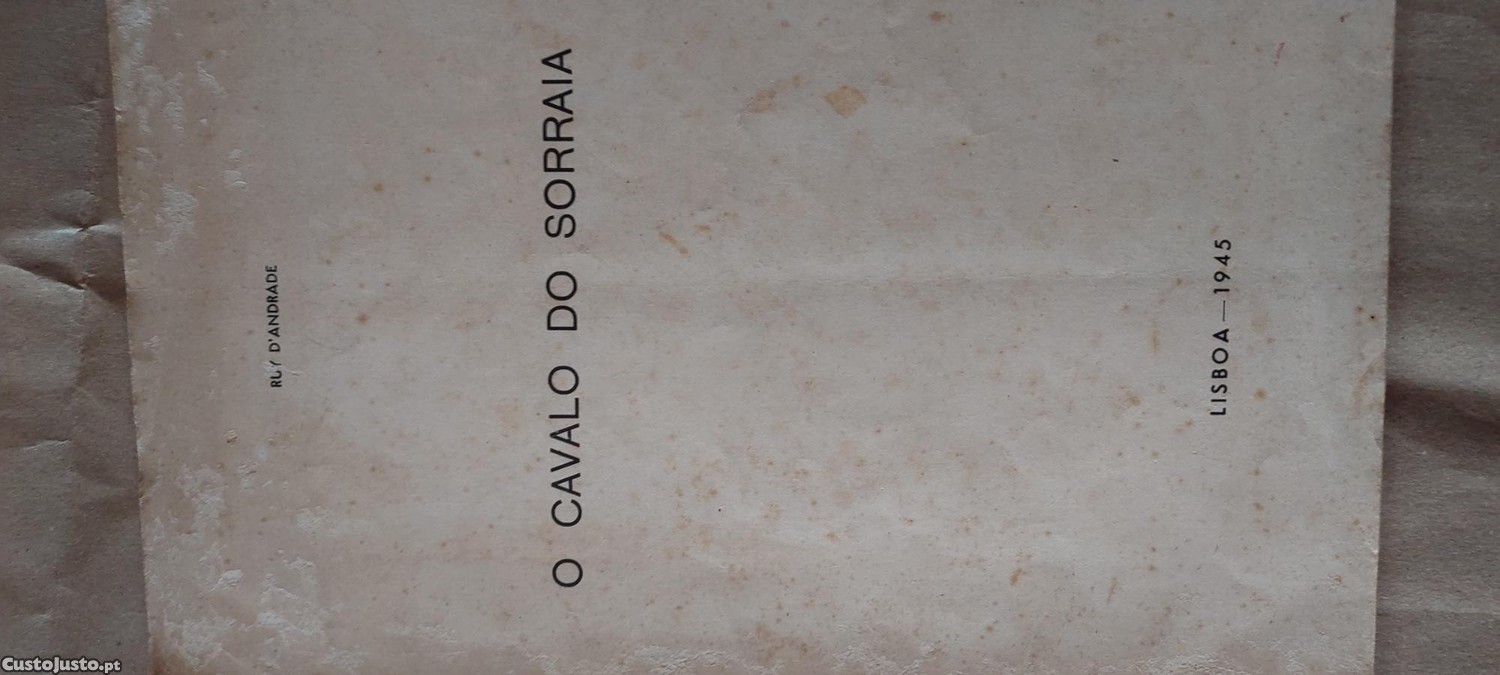 RUY D'ANDRADE
O CAVALO DO SORRAIA
LISBOA — 1945
CustoJusto.pt